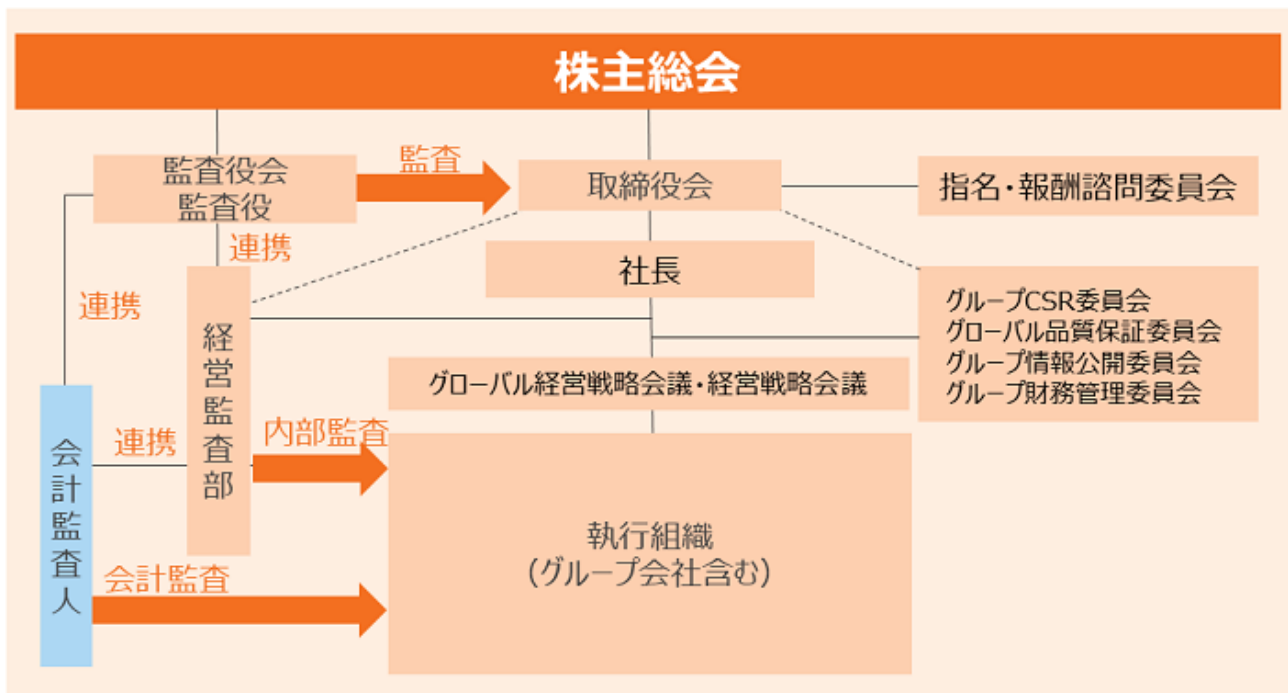 株主総会
監査役会
監査役
監査
取締役会
指名・報酬諮問委員会
連携
社長
連携
経営監査部
グループCSR委員会
グローバル品質保証委員会
グループ情報公開委員会
グループ財務管理委員会
グローバル経営戦略会議・経営戦略会議
会計監査人
連携
内部監査
執行組織
（グループ会社含む）
会計監査